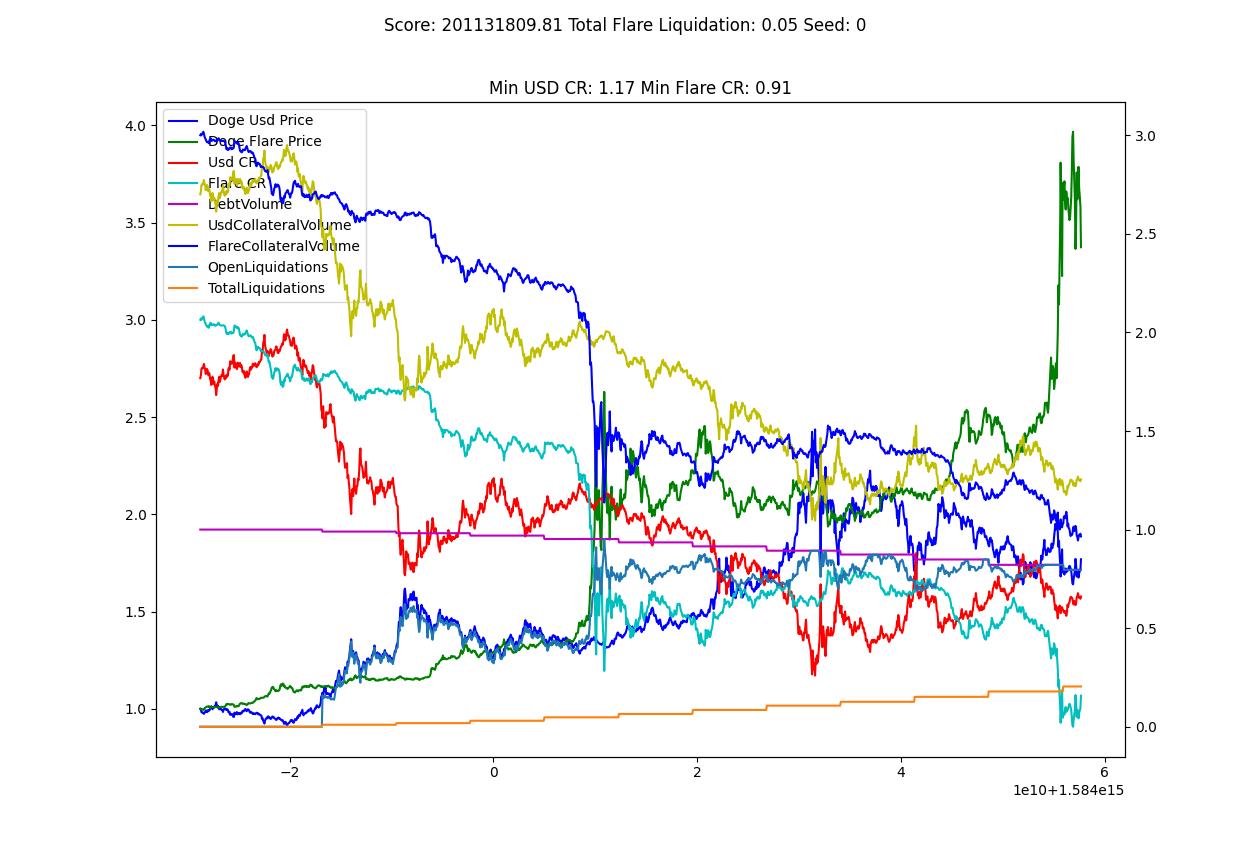 Score: 201131809.81 Total Flare Liquidation: 0.05 Seed: 0
Min USD CR: 1.17 Min Flare CR: 0.91
Doge Usd Price
Doge Flare Price
Usd CR
Flare CR
DebtVolume
UsdCollateralVolume
FlareCollateralVolume
OpenLiquidations
TotalLiquidations
4.0
3.5
3.0
2.5
2.0
1.5
1.0
3.0
2.5
2.0
1.5
1.0
0.5
0.0
−2 0 2 4 6
1e10+1.584e15